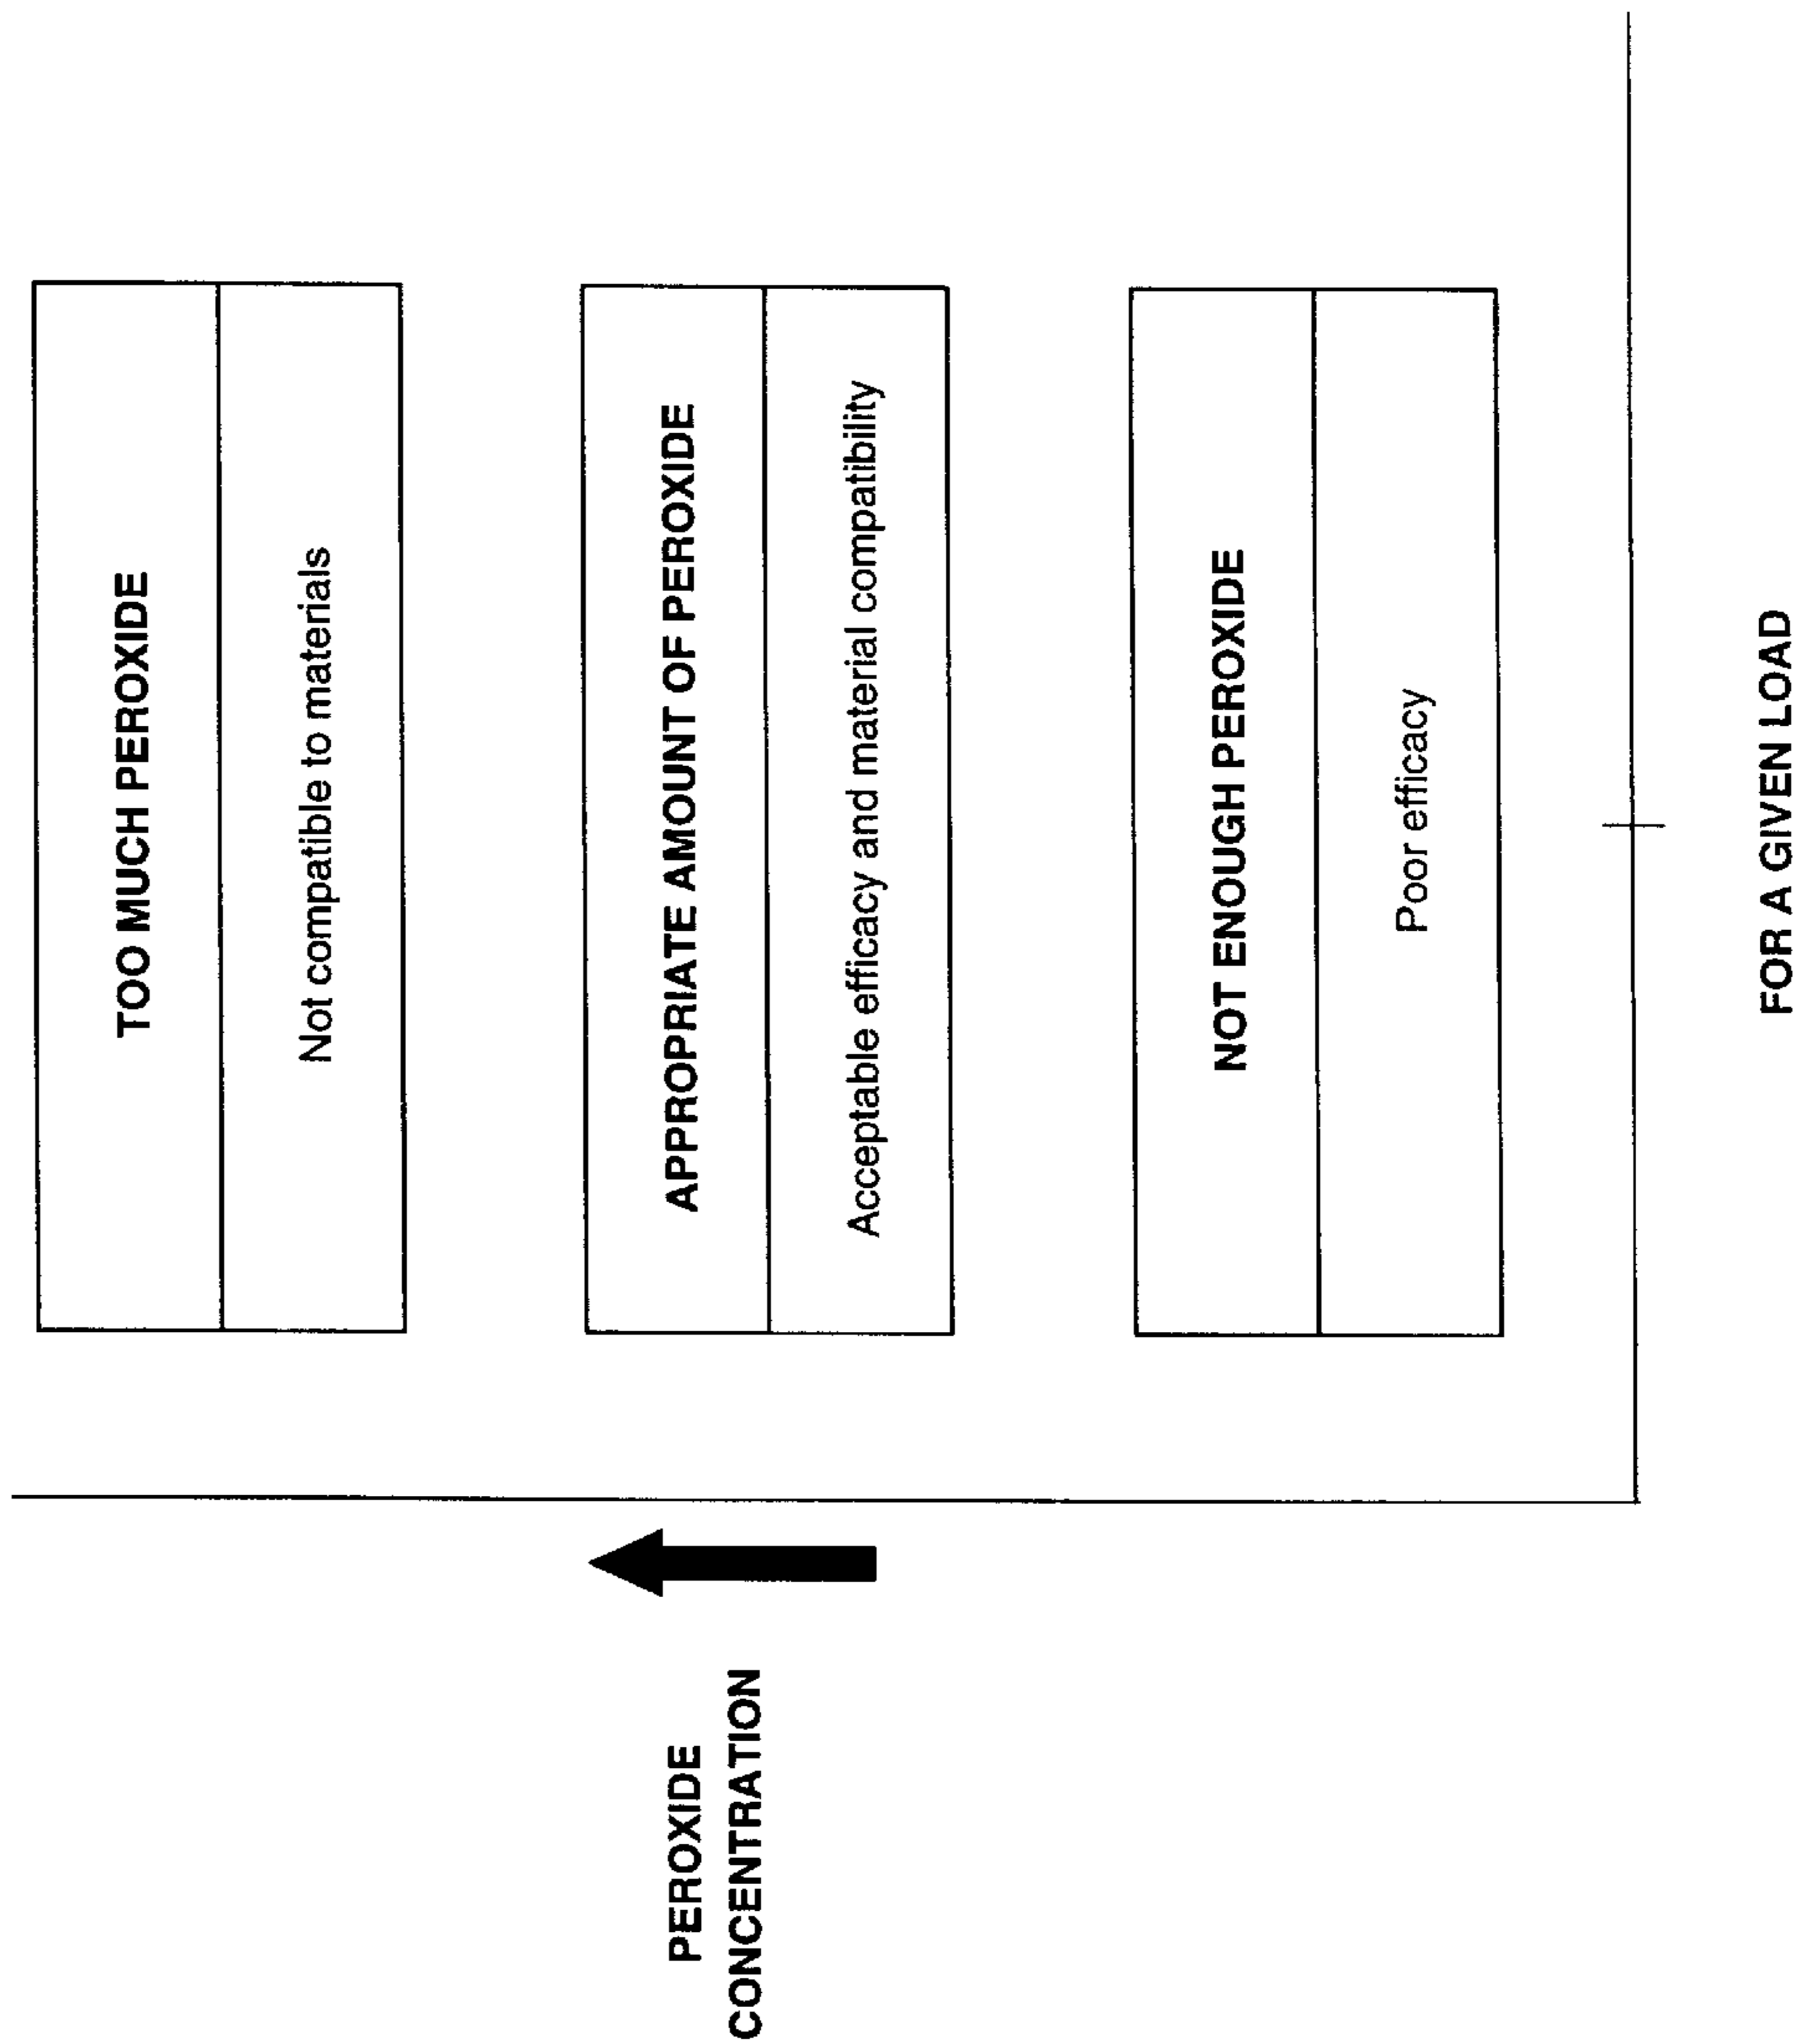 TOO MUCH PEROXIDE
Not compatible to materials
APPROPRIATE AMOUNT OF PEROXIDE
Acceptable efficacy and material compatibility
NOT ENOUGH PEROXIDE
Poor efficacy
PEROXIDE
CONCENTRATION
FOR A GIVEN LOAD